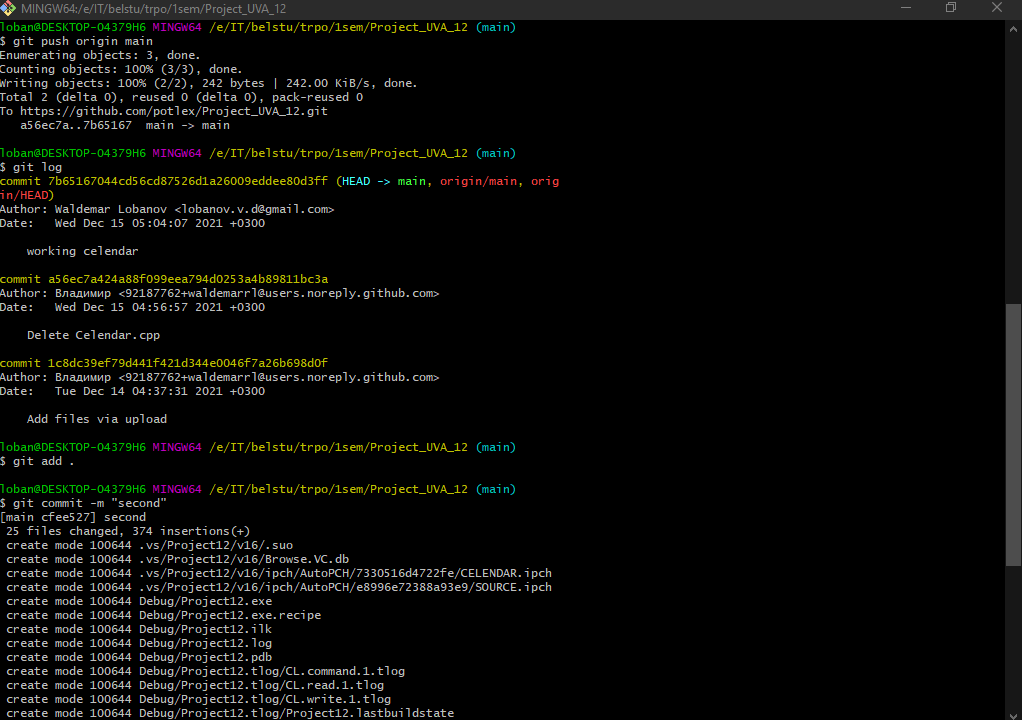 MINGW64:/e/IT/belstu/trpo/1sem/Project_UVA_12
loban@DESKTOP-O4379H6 MINGW64 /e/IT/belstu/trpo/1sem/Project_UVA_12 (main)
$ git push origin main
Enumerating objects: 3, done.
Counting objects: 100% (3/3), done.
Writing objects: 100% (2/2), 242 bytes | 242.00 KiB/s, done.
Total 2 (delta 0), reused 0 (delta 0), pack-reused 0
To https://github.com/potlex/Project_UVA_12.git
   a56ec7a..7b65167  main -> main
loban@DESKTOP-O4379H6 MINGW64 /e/IT/belstu/trpo/1sem/Project_UVA_12 (main)
$ git log
commit 7b65167044cd56cd87526d1a26009eddee80d3ff (HEAD -> main, origin/main, orig
in/HEAD)
Author: Waldemar Lobanov <lobanov.v.d@gmail.com>
Date:   Wed Dec 15 05:04:07 2021 +0300
    working celendar
commit a56ec7a424a88f099eea794d0253a4b89811bc3a
Author: Владимир <92187762+waldemarrl@users.noreply.github.com>
Date:   Wed Dec 15 04:56:57 2021 +0300
    Delete Celendar.cpp
commit 1c8dc39ef79d441f421d344e0046f7a26b698d0f
Author: Владимир <92187762+waldemarrl@users.noreply.github.com>
Date:   Tue Dec 14 04:37:31 2021 +0300
    Add files via upload
loban@DESKTOP-O4379H6 MINGW64 /e/IT/belstu/trpo/1sem/Project_UVA_12 (main)
$ git add .
loban@DESKTOP-O4379H6 MINGW64 /e/IT/belstu/trpo/1sem/Project_UVA_12 (main)
$ git commit -m "second"
[main cfee527] second
 25 files changed, 374 insertions(+)
 create mode 100644 .vs/Project12/v16/.suo
 create mode 100644 .vs/Project12/v16/Browse.VC.db
 create mode 100644 .vs/Project12/v16/ipch/AutoPCH/7330516d4722fe/CELENDAR.ipch
 create mode 100644 .vs/Project12/v16/ipch/AutoPCH/e8996e72388a93e9/SOURCE.ipch
 create mode 100644 Debug/Project12.exe
 create mode 100644 Debug/Project12.exe.recipe
 create mode 100644 Debug/Project12.ilk
 create mode 100644 Debug/Project12.log
 create mode 100644 Debug/Project12.pdb
 create mode 100644 Debug/Project12.tlog/CL.command.1.tlog
 create mode 100644 Debug/Project12.tlog/CL.read.1.tlog
 create mode 100644 Debug/Project12.tlog/CL.write.1.tlog
 create mode 100644 Debug/Project12.tlog/Project12.lastbuildstate